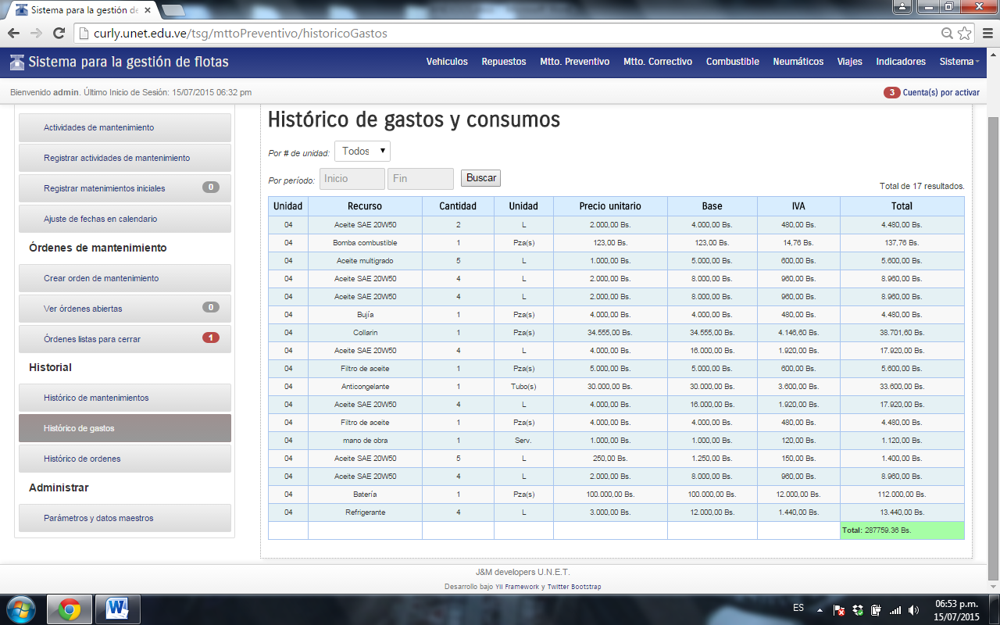 Sistema para la gestión de
curly.unet.edu.ve/tsg/mttoPreventivo/historicoGastos
Sistema para la gestión de flotas
Vehiculos Repuestos Mtto. Preventivo Mtto. Correctivo Combustible Neumáticos Viajes Indicadores Sistema
Bienvenido admin. Último Inicio de Sesión: 15/07/2015 06:32 pm
3 Cuenta(s) por activar
Actividades de mantenimiento
Registrar actividades de mantenimiento
Registrar matenimientos iniciales 0
Ajuste de fechas en calendario
Órdenes de mantenimiento
Crear orden de mantenimiento
Ver órdenes abiertas 0
Órdenes listas para cerrar 1
Historial
Histórico de mantenimientos
Histórico de gastos
Histórico de ordenes
Administrar
Parámetros y datos maestros
Histórico de gastos y consumos
Por # de unidad: Todos
Por período: Inicio Fin Buscar
Total de 17 resultados.
Unidad Recurso Cantidad Unidad Precio unitario Base IVA Total
04 Aceite SAE 20W50 2 L 2.000,00 Bs. 4.000,00 Bs. 480,00 Bs. 4.480,00 Bs.
04 Bomba combustible 1 Pza(s) 123,00 Bs. 123,00 Bs. 14,76 Bs. 137,76 Bs.
04 Aceite multigrado 5 L 1.000,00 Bs. 5.000,00 Bs. 600,00 Bs. 5.600,00 Bs.
04 Aceite SAE 20W50 4 L 2.000,00 Bs. 8.000,00 Bs. 960,00 Bs. 8.960,00 Bs.
04 Aceite SAE 20W50 4 L 2.000,00 Bs. 8.000,00 Bs. 960,00 Bs. 8.960,00 Bs.
04 Bujía 1 Pza(s) 4.000,00 Bs. 4.000,00 Bs. 480,00 Bs. 4.480,00 Bs.
04 Collarin 1 Pza(s) 34.555,00 Bs. 34.555,00 Bs. 4.146,60 Bs. 38.701,60 Bs.
04 Aceite SAE 20W50 4 L 4.000,00 Bs. 16.000,00 Bs. 1.920,00 Bs. 17.920,00 Bs.
04 Filtro de aceite 1 Pza(s) 5.000,00 Bs. 5.000,00 Bs. 600,00 Bs. 5.600,00 Bs.
04 Anticongelante 1 Tubo(s) 30.000,00 Bs. 30.000,00 Bs. 3.600,00 Bs. 33.600,00 Bs.
04 Aceite SAE 20W50 4 L 4.000,00 Bs. 16.000,00 Bs. 1.920,00 Bs. 17.920,00 Bs.
04 Filtro de aceite 1 Pza(s) 4.000,00 Bs. 4.000,00 Bs. 480,00 Bs. 4.480,00 Bs.
04 mano de obra 1 Serv. 1.000,00 Bs. 1.000,00 Bs. 120,00 Bs. 1.120,00 Bs.
04 Aceite SAE 20W50 5 L 250,00 Bs. 1.250,00 Bs. 150,00 Bs. 1.400,00 Bs.
04 Aceite SAE 20W50 4 L 2.000,00 Bs. 8.000,00 Bs. 960,00 Bs. 8.960,00 Bs.
04 Batería 1 Pza(s) 100.000,00 Bs. 100.000,00 Bs. 12.000,00 Bs. 112.000,00 Bs.
04 Refrigerante 4 L 3.000,00 Bs. 12.000,00 Bs. 1.440,00 Bs. 13.440,00 Bs.
Total: 287759.36 Bs.
J&M developers U.N.E.T.
Desarrollo bajo Yii Framework y Twitter Bootstrap
ES 06:53 p.m.
15/07/2015